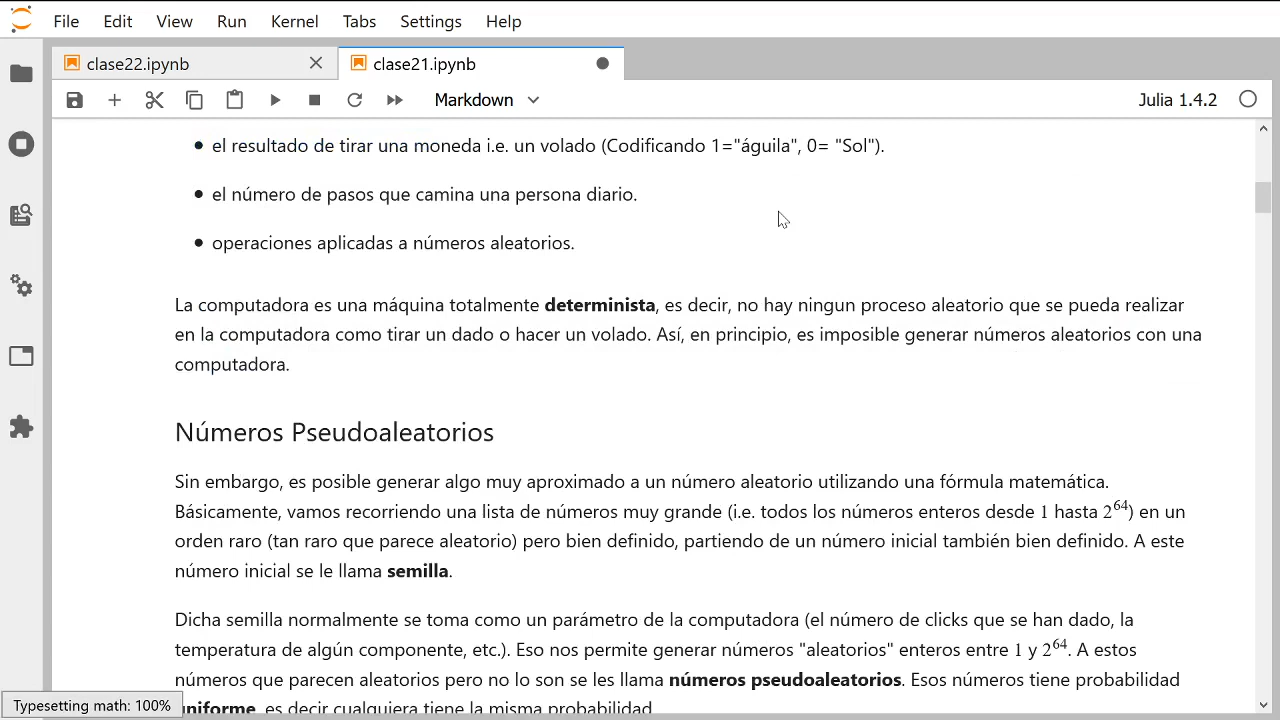 File Edit View Run Kernel Tabs Settings Help
clase22.ipynb clase21.ipynb
Markdown Julia 1.4.2
• el resultado de tirar una moneda i.e. un volado (Codificando 1="águila", 0= "Sol").
• el número de pasos que camina una persona diario.
• operaciones aplicadas a números aleatorios.
La computadora es una máquina totalmente determinista, es decir, no hay ningun proceso aleatorio que se pueda realizar
en la computadora como tirar un dado o hacer un volado. Así, en principio, es imposible generar números aleatorios con una
computadora.
Números Pseudoaleatorios
Sin embargo, es posible generar algo muy aproximado a un número aleatorio utilizando una fórmula matemática.
Básicamente, vamos recorriendo una lista de números muy grande (i.e. todos los números enteros desde 1 hasta 2^64) en un
orden raro (tan raro que parece aleatorio) pero bien definido, partiendo de un número inicial también bien definido. A este
número inicial se le llama semilla.
Dicha semilla normalmente se toma como un parámetro de la computadora (el número de clicks que se han dado, la
temperatura de algún componente, etc.). Eso nos permite generar números "aleatorios" enteros entre 1 y 2^64. A estos
números que parecen aleatorios pero no lo son se les llama números pseudoaleatorios. Esos números tiene probabilidad
uniforme, es decir cualquiera tiene la misma probabilidad
Typesetting math: 100%